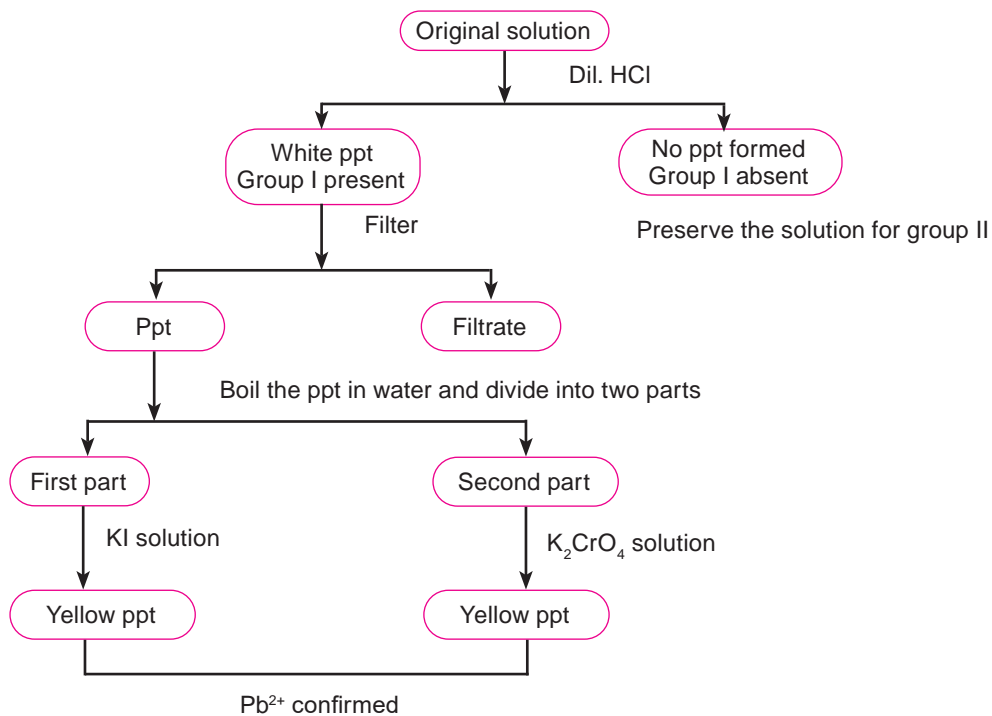 Original solution
Dil. HCl
White ppt
Group I present
No ppt formed
Group I absent
Filter
Preserve the solution for group II
Ppt
Filtrate
Boil the ppt in water and divide into two parts
First part
Second part
KI solution
K₂CrO₄ solution
Yellow ppt
Yellow ppt
Pb²⁺ confirmed